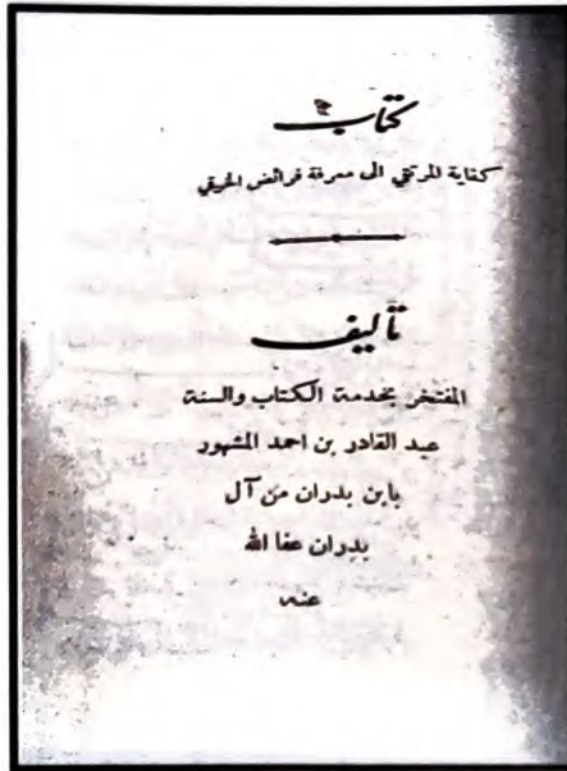 كتاب
كفاية المرتقي الى معرفة فرائض الخرقي
تأليف
المفتخر بخدمة الكتاب والسنة
عبد القادر بن احمد المشهور
بابن بدران من آل
بدران عفا الله
عنه